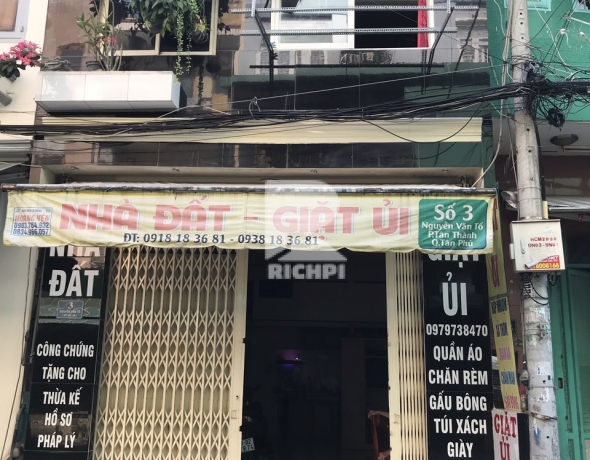 NHÀ ĐẤT - GIẶT ỦI
ĐT: 0918 18 36 81 - 0938 18 36 81
Số 3
Nguyễn Văn Tố
P.Tân Thành
Q.Tân Phú
RICHPI
NHÀ
ĐẤT
3
CÔNG CHỨNG
TẶNG CHO
THỪA KẾ
HỒ SƠ
PHÁP LÝ
GIẶT
ỦI
0979738470
QUẦN ÁO
CHĂN RÈM
GẤU BÔNG
TÚI XÁCH
GIÀY
GIẶT
ỦI